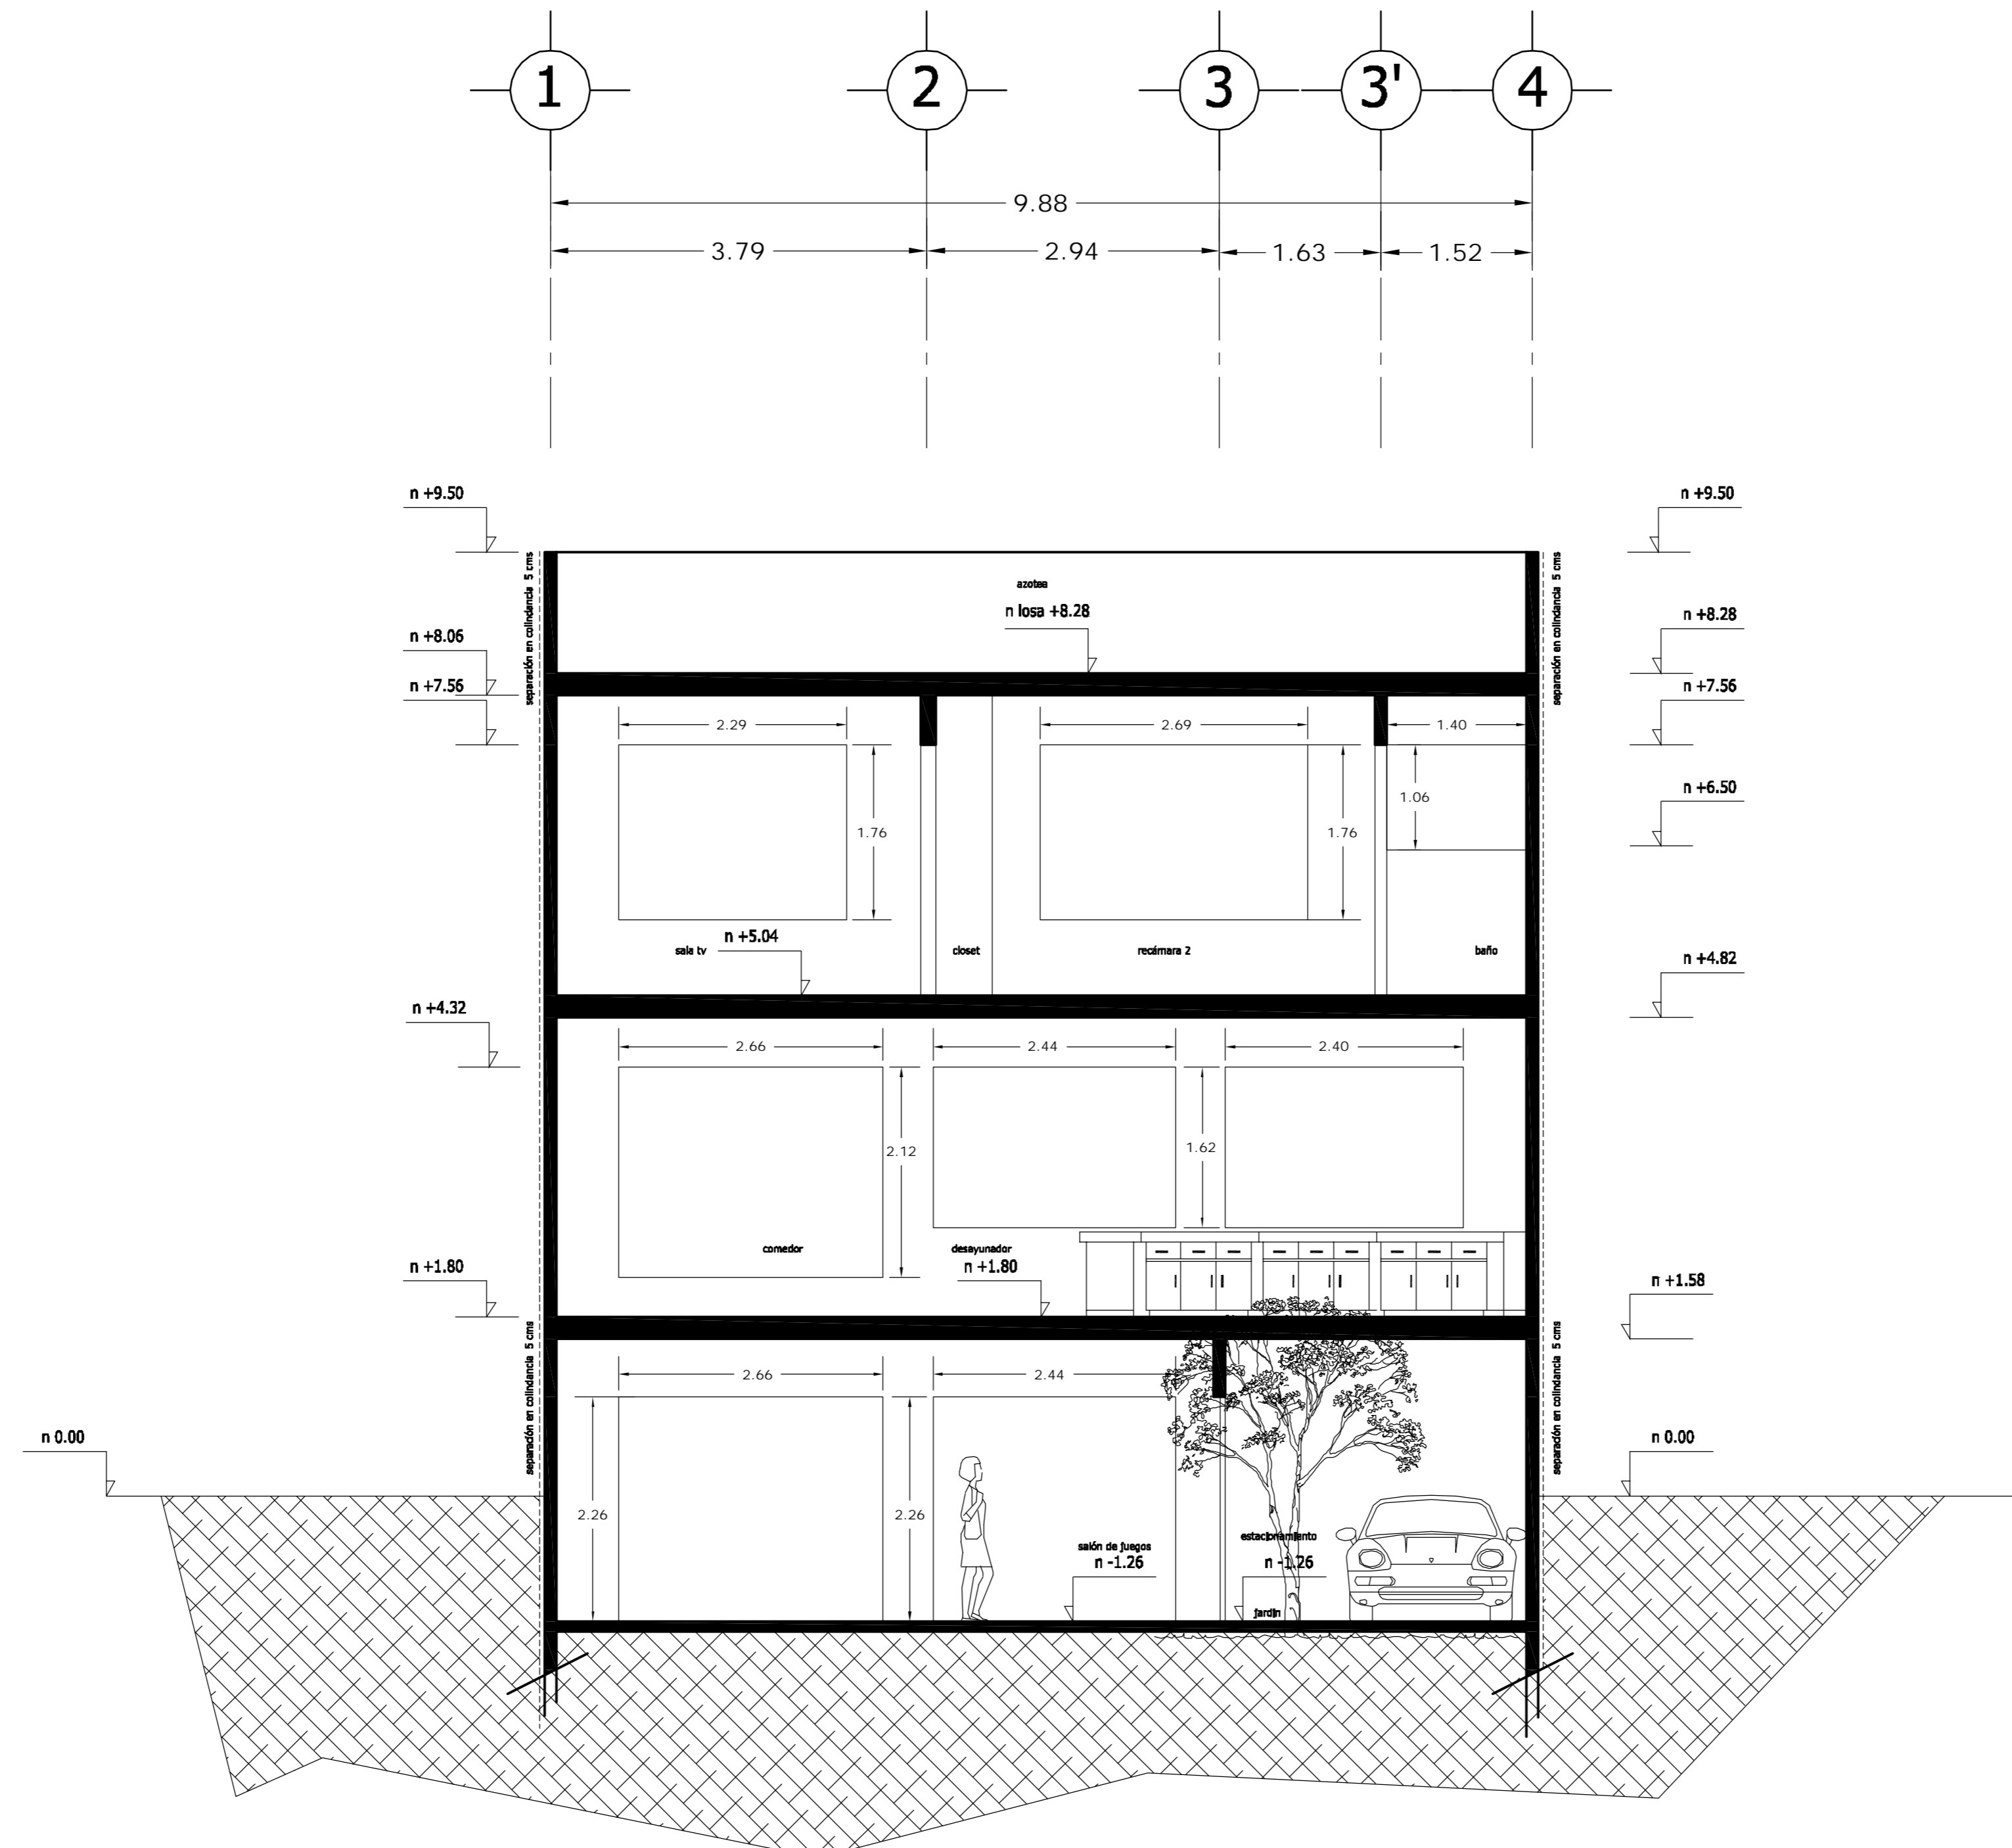 1 2 3 3' 4
9.88
3.79 2.94 1.63 1.52
n +9.50
n +9.50
separación en colindancia 5 cms
separación en colindancia 5 cms
azotea
n losa +8.28
n +8.28
n +8.06
n +7.56
n +7.56
2.29
2.69
1.40
1.76
1.76
1.06
n +6.50
sala tv
n +5.04
closet
recámara 2
baño
n +4.82
n +4.32
2.66
2.44
2.40
2.12
1.62
comedor
desayunador
n +1.80
n +1.80
n +1.58
separación en colindancia 5 cms
separación en colindancia 5 cms
2.66
2.44
n 0.00
n 0.00
2.26
2.26
salón de juegos
n -1.26
estacionamiento
n -1.26
jardín